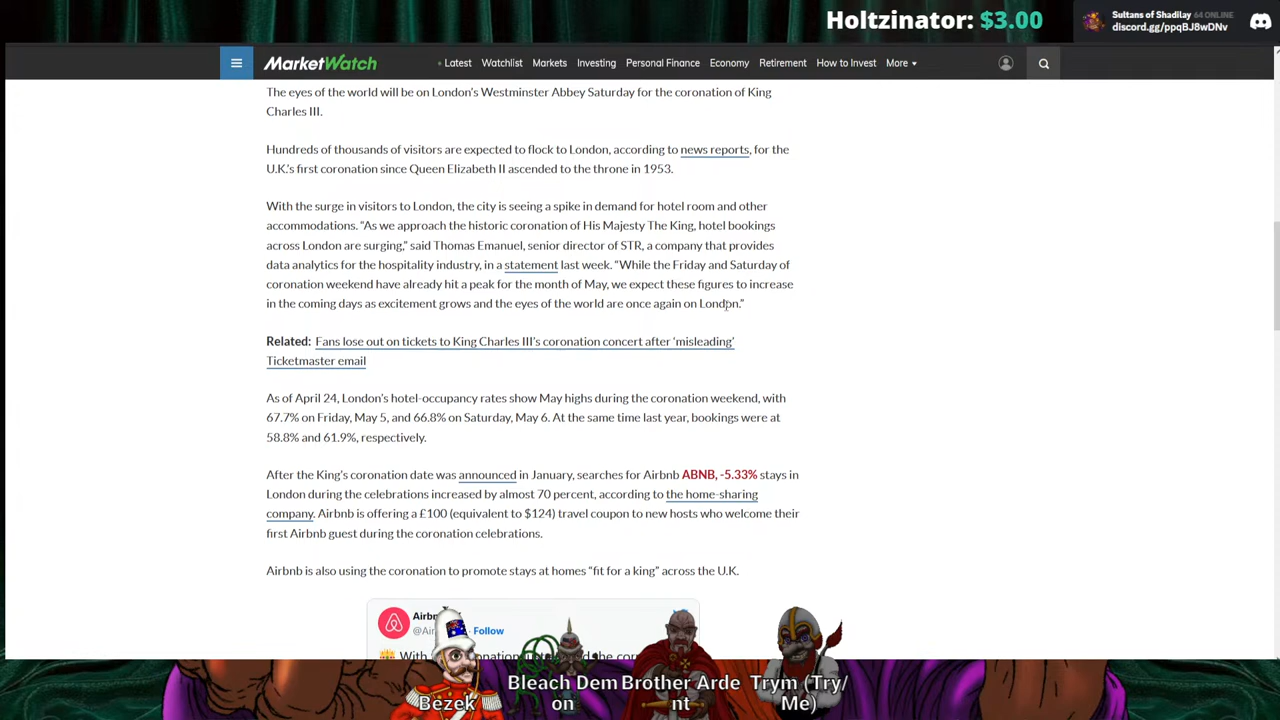 Holtzinator: $3.00
Sultans of Shadilay 64 ONLINE
discord.gg/ppqBJ8wDNv
MarketWatch
Latest Watchlist Markets Investing Personal Finance Economy Retirement How to Invest More
The eyes of the world will be on London's Westminster Abbey Saturday for the coronation of King
Charles III.
Hundreds of thousands of visitors are expected to flock to London, according to news reports, for the
U.K.'s first coronation since Queen Elizabeth II ascended to the throne in 1953.
With the surge in visitors to London, the city is seeing a spike in demand for hotel room and other
accommodations. “As we approach the historic coronation of His Majesty The King, hotel bookings
across London are surging,” said Thomas Emanuel, senior director of STR, a company that provides
data analytics for the hospitality industry, in a statement last week. “While the Friday and Saturday of
coronation weekend have already hit a peak for the month of May, we expect these figures to increase
in the coming days as excitement grows and the eyes of the world are once again on London.”
Related: Fans lose out on tickets to King Charles III's coronation concert after ‘misleading’
Ticketmaster email
As of April 24, London's hotel-occupancy rates show May highs during the coronation weekend, with
67.7% on Friday, May 5, and 66.8% on Saturday, May 6. At the same time last year, bookings were at
58.8% and 61.9%, respectively.
After the King's coronation date was announced in January, searches for Airbnb ABNB, -5.33% stays in
London during the celebrations increased by almost 70 percent, according to the home-sharing
company. Airbnb is offering a £100 (equivalent to $124) travel coupon to new hosts who welcome their
first Airbnb guest during the coronation celebrations.
Airbnb is also using the coronation to promote stays at homes “fit for a king” across the U.K.
Follow
With
Bezek
Bleach Dem
on
Brother Arde
nt
Trym (Try/
Me)